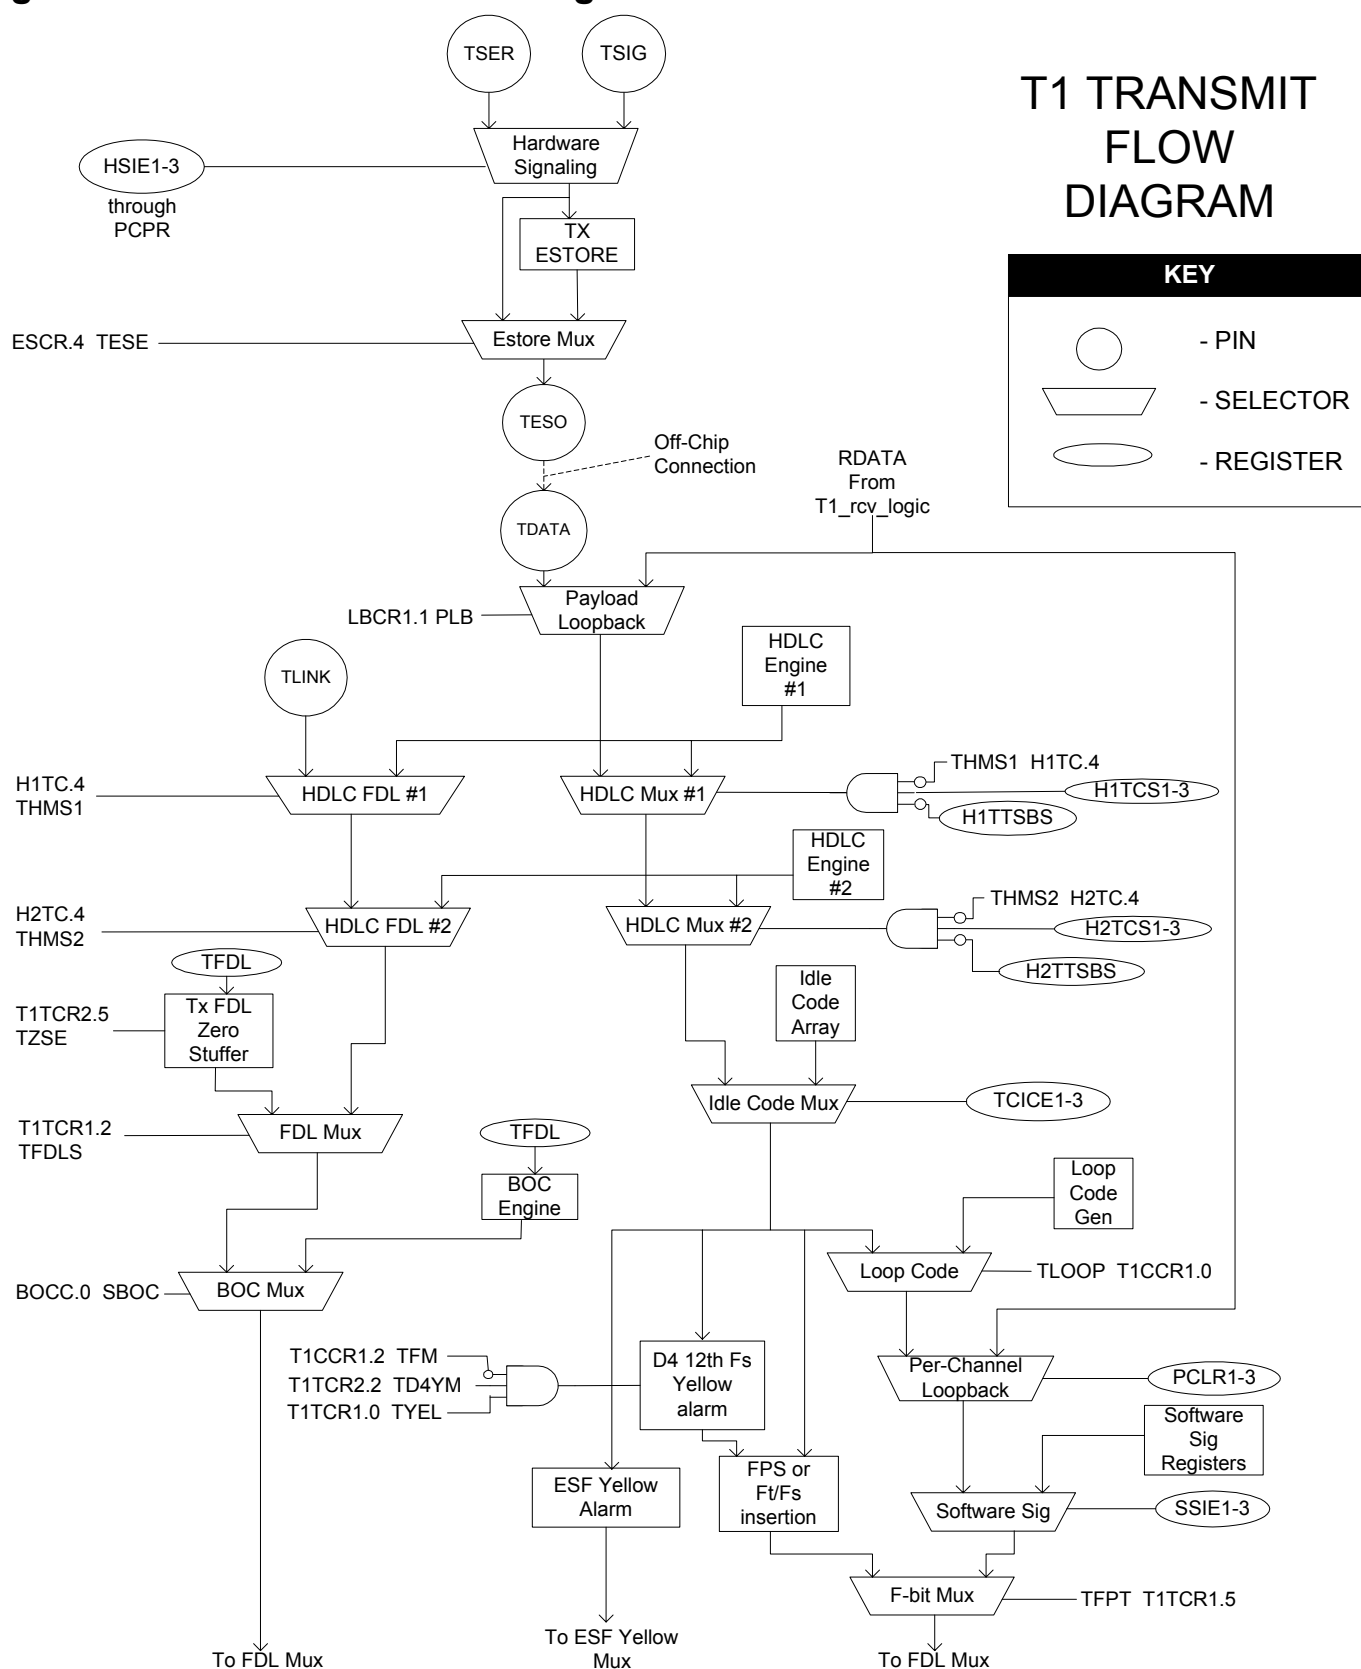 TSER
TSIG
T1 TRANSMIT
FLOW
DIAGRAM
Hardware
Signaling
HSIE1-3
through
PCPR
TX
ESTORE
KEY
- PIN
- SELECTOR
- REGISTER
ESCR.4 TESE
Estore Mux
TESO
Off-Chip
Connection
RDATA
From
T1_rcv_logic
TDATA
LBCR1.1 PLB
Payload
Loopback
TLINK
HDLC
Engine
#1
H1TC.4
THMS1
HDLC FDL #1
HDLC Mux #1
THMS1 H1TC.4
H1TCS1-3
H1TTSBS
HDLC
Engine
#2
H2TC.4
THMS2
HDLC FDL #2
HDLC Mux #2
THMS2 H2TC.4
H2TCS1-3
H2TTSBS
TFDL
T1TCR2.5
TZSE
Tx FDL
Zero
Stuffer
Idle
Code
Array
T1TCR1.2
TFDLS
FDL Mux
Idle Code Mux
TCICE1-3
TFDL
BOC
Engine
Loop
Code
Gen
BOCC.0 SBOC
BOC Mux
Loop Code
TLOOP T1CCR1.0
T1CCR1.2 TFM
T1TCR2.2 TD4YM
T1TCR1.0 TYEL
D4 12th Fs
Yellow
alarm
Per-Channel
Loopback
PCLR1-3
Software
Sig
Registers
ESF Yellow
Alarm
FPS or
Ft/Fs
insertion
Software Sig
SSIE1-3
F-bit Mux
TFPT T1TCR1.5
To FDL Mux
To ESF Yellow
Mux
To FDL Mux